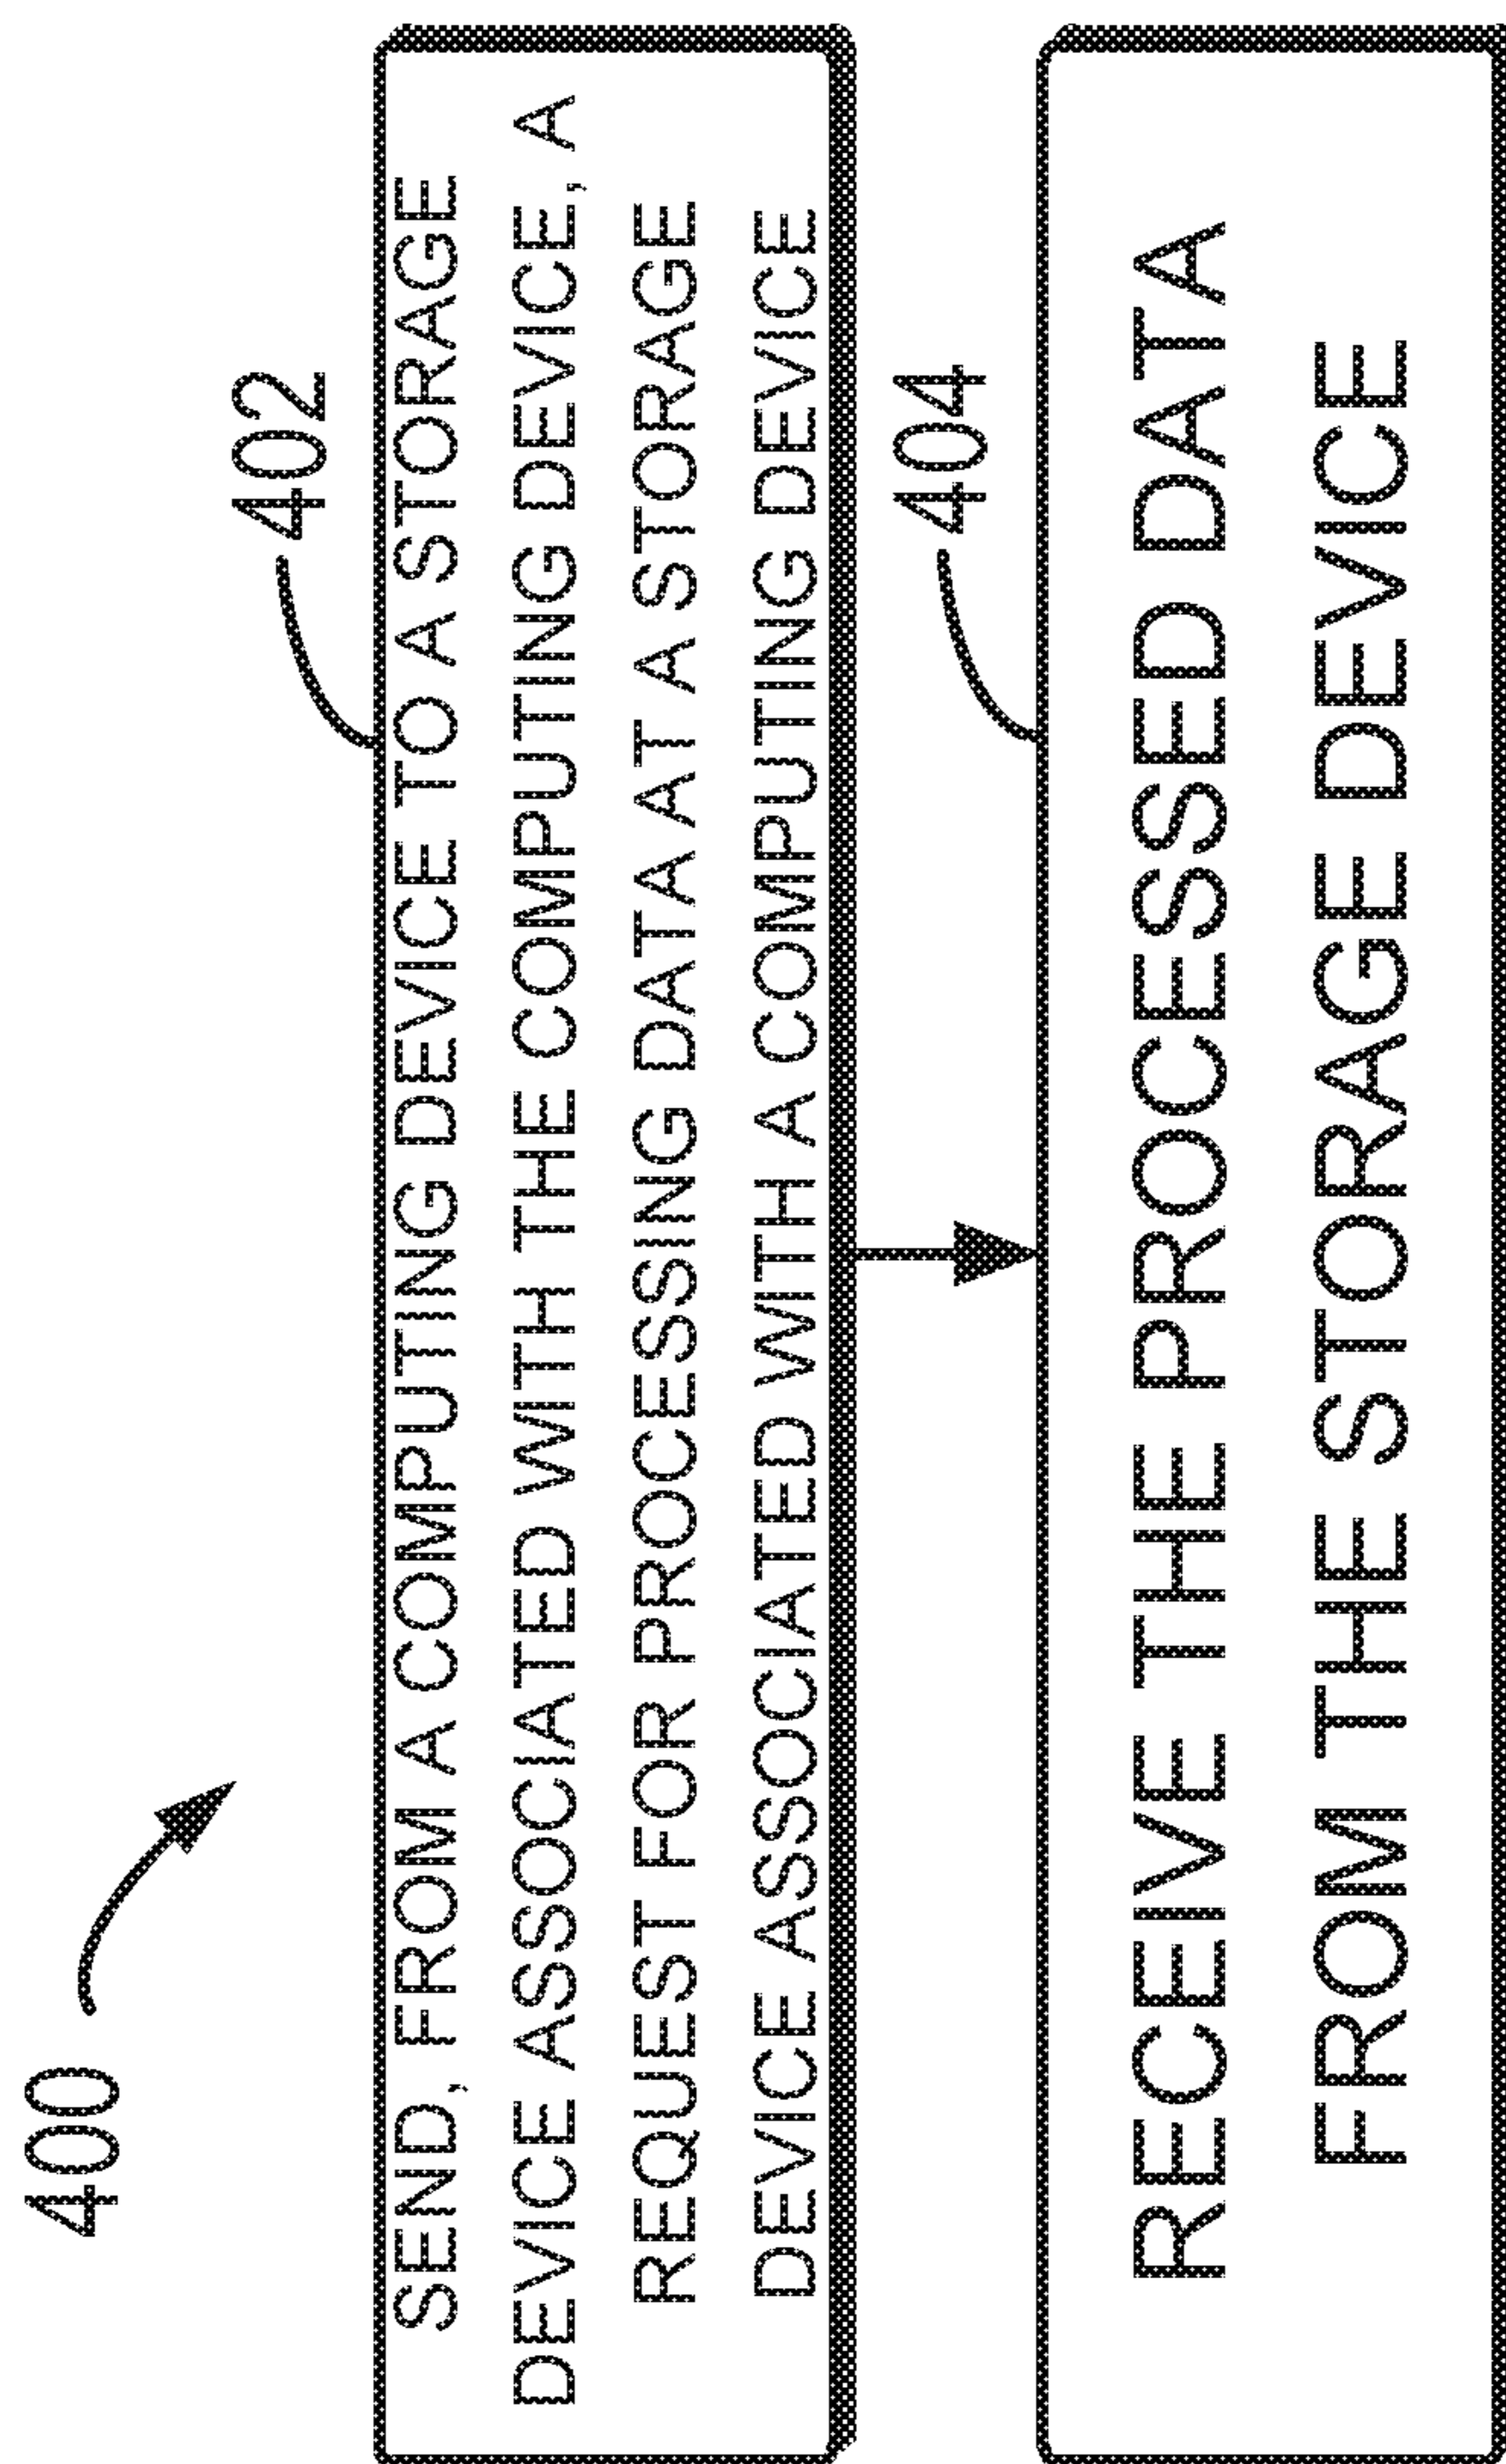 400
402
SEND, FROM A COMPUTING DEVICE TO A STORAGE
DEVICE ASSOCIATED WITH THE COMPUTING DEVICE, A
REQUEST FOR PROCESSING DATA AT A STORAGE
DEVICE ASSOCIATED WITH A COMPUTING DEVICE
404
RECEIVE THE PROCESSED DATA
FROM THE STORAGE DEVICE